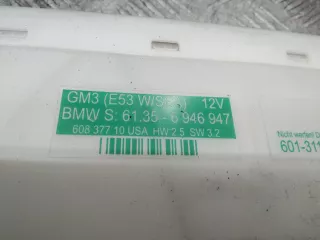 GM3 (E53 12V
BMW S: 61.35 - 6 946 947
608 377 10 USA HW 2.5 SW 3.2
Nicht werfen!
601-311